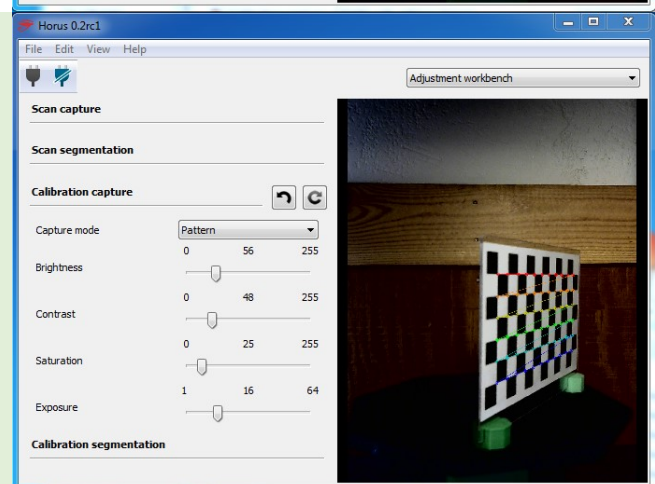 Horus 0.2rc1
File Edit View Help
Adjustment workbench
Scan capture
Scan segmentation
Calibration capture
Capture mode Pattern
0 56 255
Brightness
0 48 255
Contrast
0 25 255
Saturation
1 16 64
Exposure
Calibration segmentation